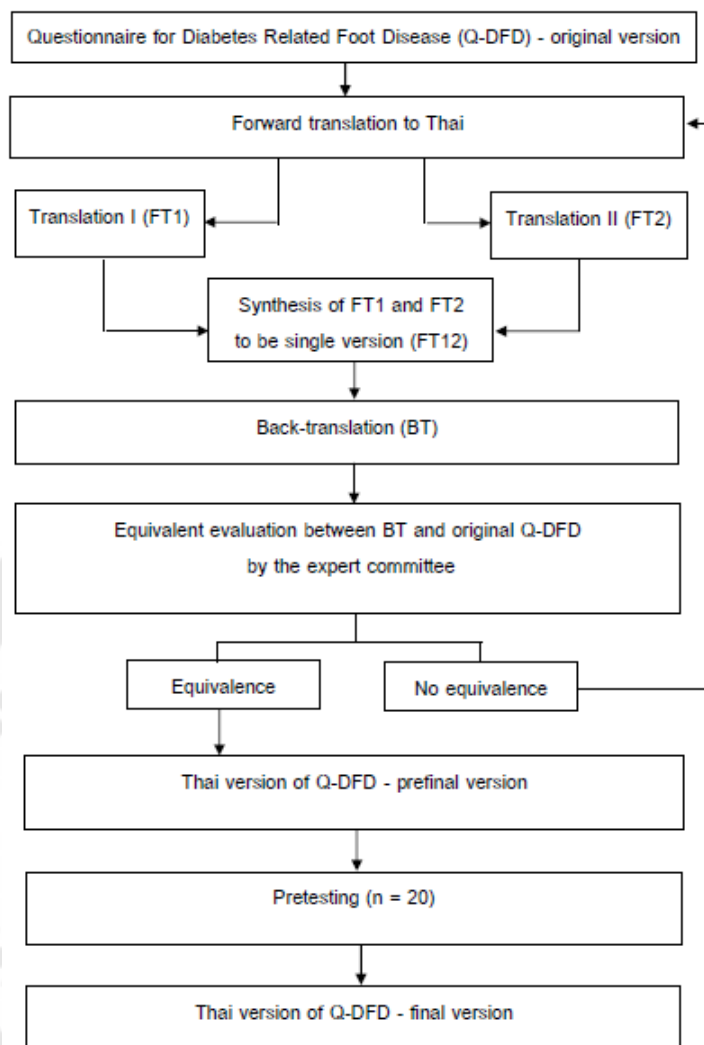 Questionnaire for Diabetes Related Foot Disease (Q-DFD) - original version
Forward translation to Thai
Translation I (FT1)
Translation II (FT2)
Synthesis of FT1 and FT2
to be single version (FT12)
Back-translation (BT)
Equivalent evaluation between BT and original Q-DFD
by the expert committee
Equivalence
No equivalence
Thai version of Q-DFD - prefinal version
Pretesting (n = 20)
Thai version of Q-DFD - final version